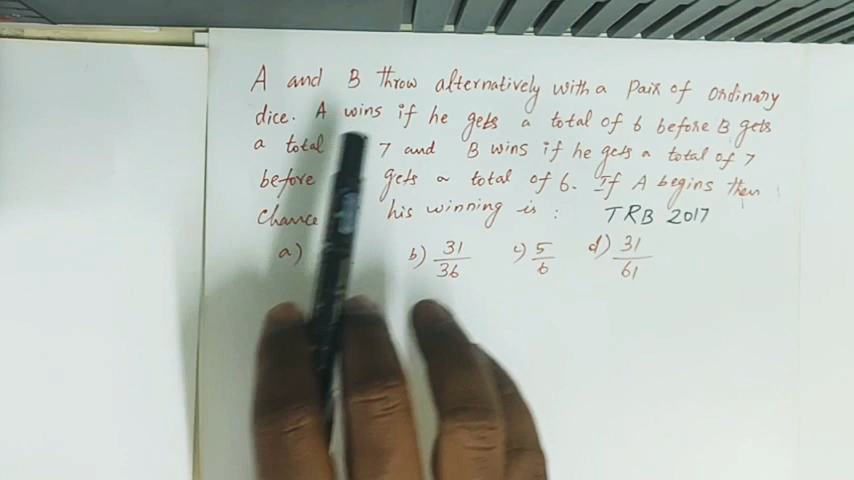 A and B throw alternatively with a Pair of Ordinary
dice. A wins if he gets a total of 6 before B gets
a total 7 and B wins if he gets a total of 7
before gets a total of 6. If A begins then
chance his winning is : TRB 2017
a) b) 31/36 c) 5/6 d) 31/61